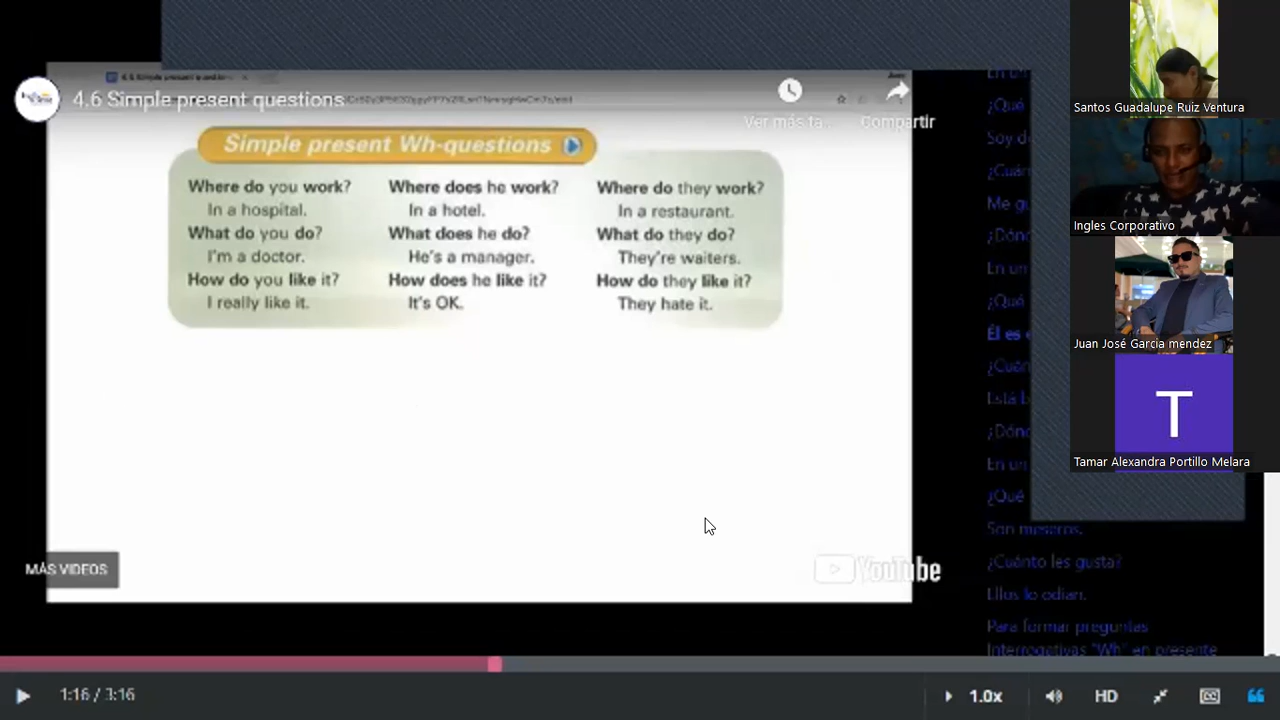 4.6 Simple present questions
Ver más ta...
Compartir
Simple present Wh-questions
Where do you work?
In a hospital.
What do you do?
I'm a doctor.
How do you like it?
I really like it.
Where does he work?
In a hotel.
What does he do?
He's a manager.
How does he like it?
It's OK.
Where do they work?
In a restaurant.
What do they do?
They're waiters.
How do they like it?
They hate it.
MÁS VIDEOS
YouTube
¿Qué
Soy d
Me g
En un
¿Qué
Él es
Está b
En un
¿Qué
Son meseros.
¿Cuánto les gusta?
Ellos lo odian.
Para formar preguntas
interrogativas "Wh" en presente
Santos Guadalupe Ruiz Ventura
Ingles Corporativo
Juan José Garcia mendez
T
Tamar Alexandra Portillo Melara
1:16 / 3:16
1.0x
HD
CC